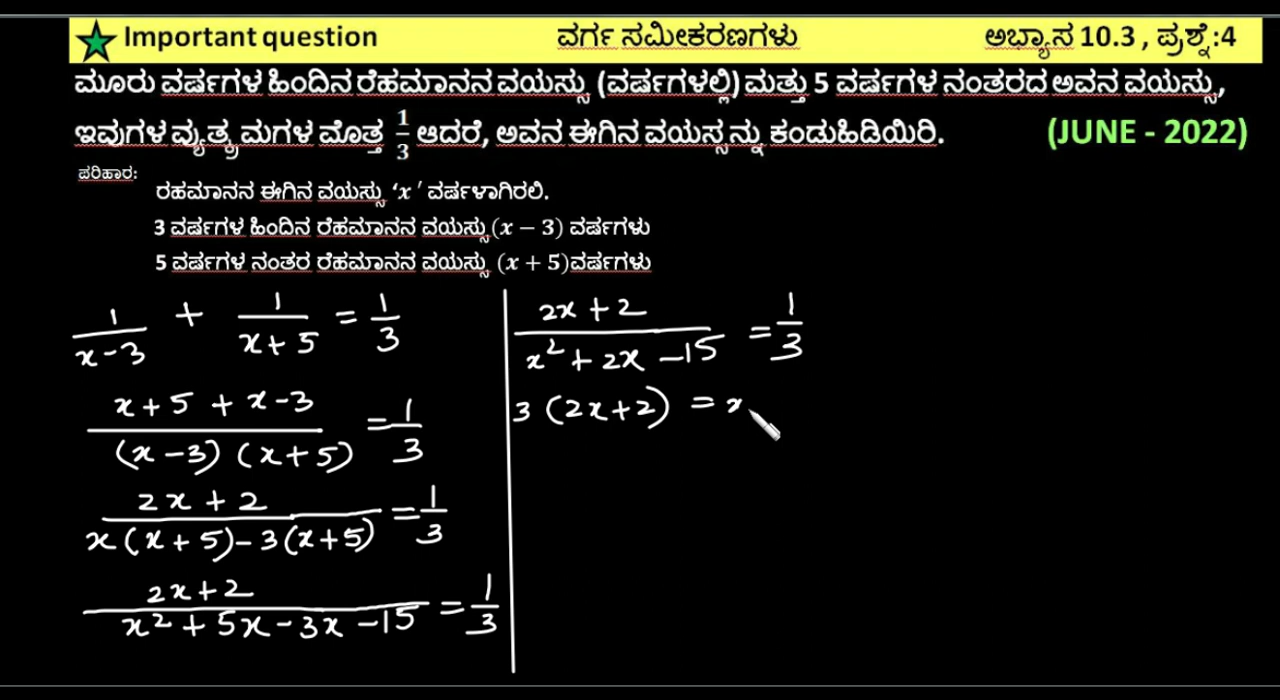 Important question ವರ್ಗ ಸಮೀಕರಣಗಳು ಅಭ್ಯಾಸ 10.3 , ಪ್ರಶ್ನೆ:4
ಮೂರು ವರ್ಷಗಳ ಹಿಂದಿನ ರೆಹಮಾನನ ವಯಸ್ಸು (ವರ್ಷಗಳಲ್ಲಿ) ಮತ್ತು 5 ವರ್ಷಗಳ ನಂತರದ ಅವನ ವಯಸ್ಸು,
ಇವುಗಳ ವ್ಯುತ್ಕ್ರಮಗಳ ಮೊತ್ತ 1/3 ಆದರೆ, ಅವನ ಈಗಿನ ವಯಸ್ಸನ್ನು ಕಂಡುಹಿಡಿಯಿರಿ. (JUNE - 2022)
ಪರಿಹಾರ:
ರಹಮಾನನ ಈಗಿನ ವಯಸ್ಸು 'x' ವರ್ಷಳಾಗಿರಲಿ.
3 ವರ್ಷಗಳ ಹಿಂದಿನ ರೆಹಮಾನನ ವಯಸ್ಸು (x − 3) ವರ್ಷಗಳು
5 ವರ್ಷಗಳ ನಂತರ ರೆಹಮಾನನ ವಯಸ್ಸು (x + 5)ವರ್ಷಗಳು
1/(x-3) + 1/(x+5) = 1/3
(x+5+x-3)/((x-3)(x+5)) = 1/3
(2x+2)/(x(x+5)-3(x+5)) = 1/3
(2x+2)/(x²+5x-3x-15) = 1/3
(2x+2)/(x²+2x-15) = 1/3
3(2x+2) = x